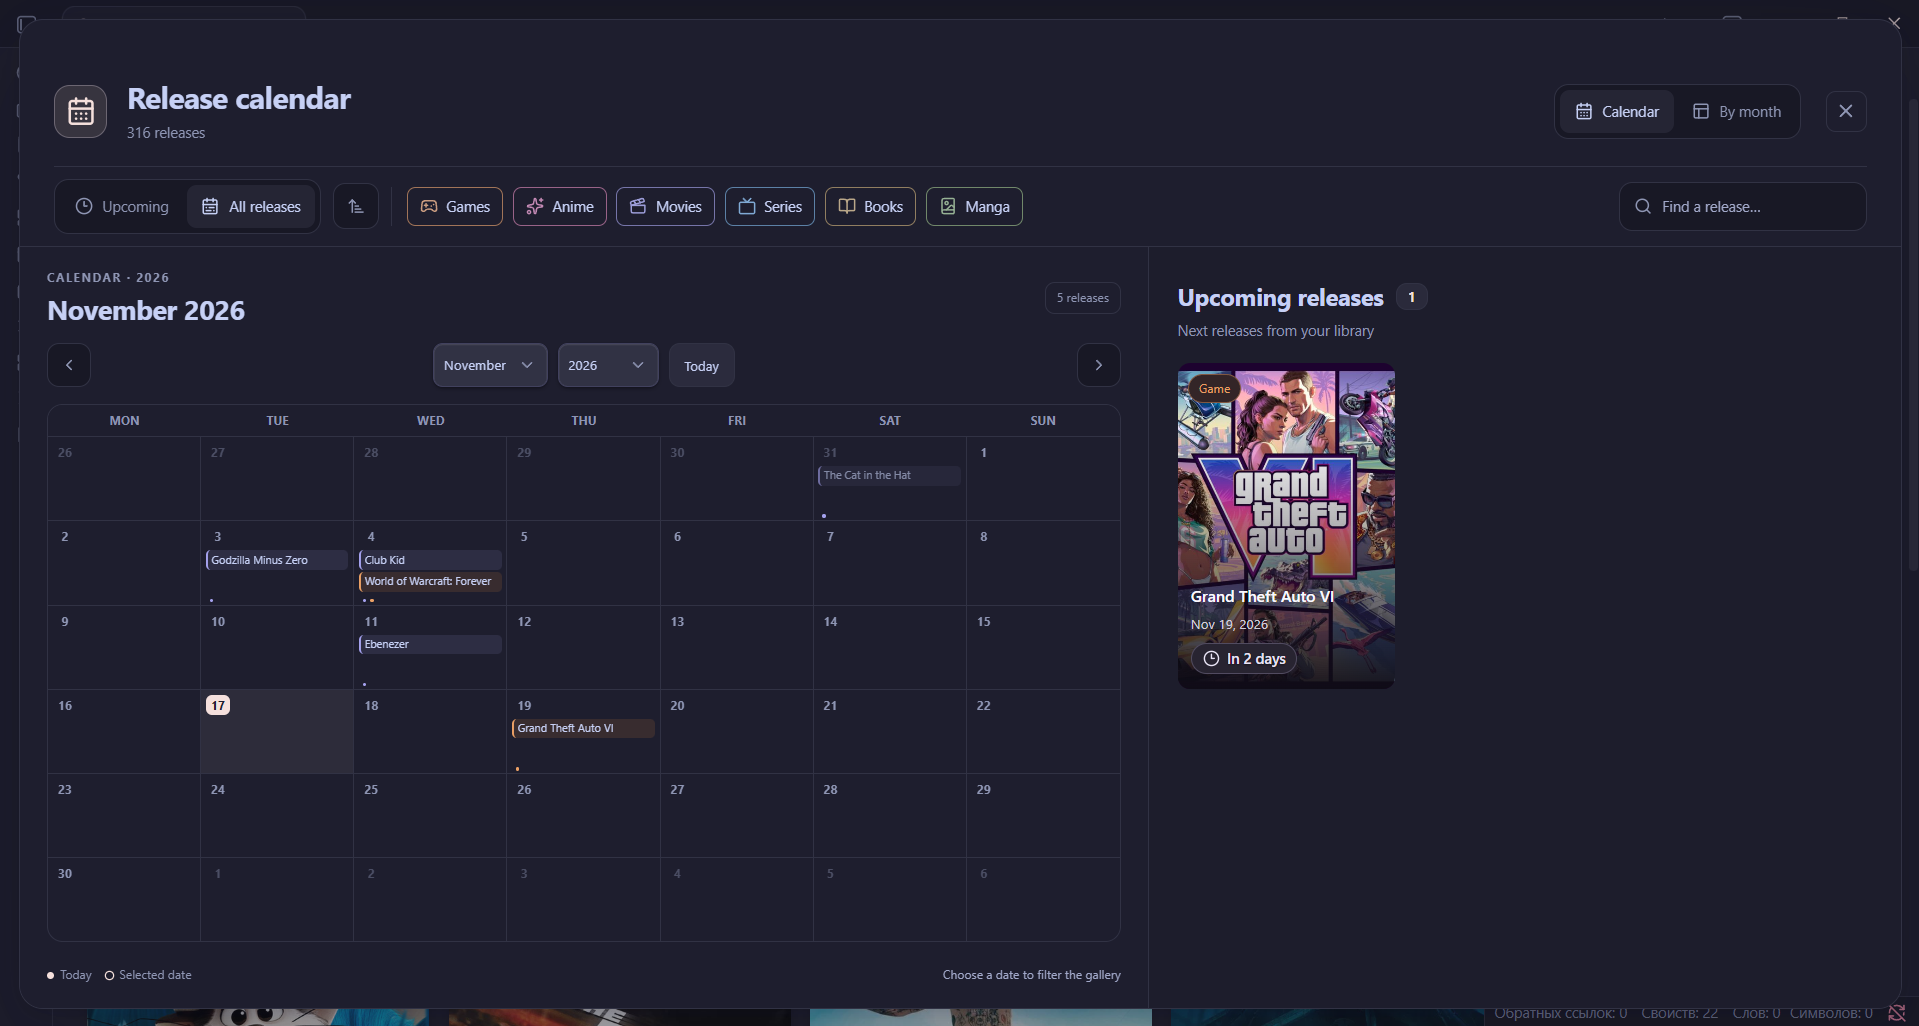 Release calendar
316 releases
Calendar
By month
Upcoming
All releases
Games
Anime
Movies
Series
Books
Manga
Find a release...
CALENDAR · 2026
November 2026
5 releases
November
2026
Today
MON TUE WED THU FRI SAT SUN
26 27 28 29 30 31 1
The Cat in the Hat
2 3 4 5 6 7 8
Godzilla Minus Zero
Club Kid
World of Warcraft: Forever
9 10 11 12 13 14 15
Ebenezer
16 17 18 19 20 21 22
Grand Theft Auto VI
23 24 25 26 27 28 29
30 1 2 3 4 5 6
Today
Selected date
Choose a date to filter the gallery
Upcoming releases 1
Next releases from your library
Game
VI
grand
theft
auto
Grand Theft Auto VI
Nov 19, 2026
In 2 days
Обратных ссылок: 0 Свойств: 22 Слов: 0 Символов: 0